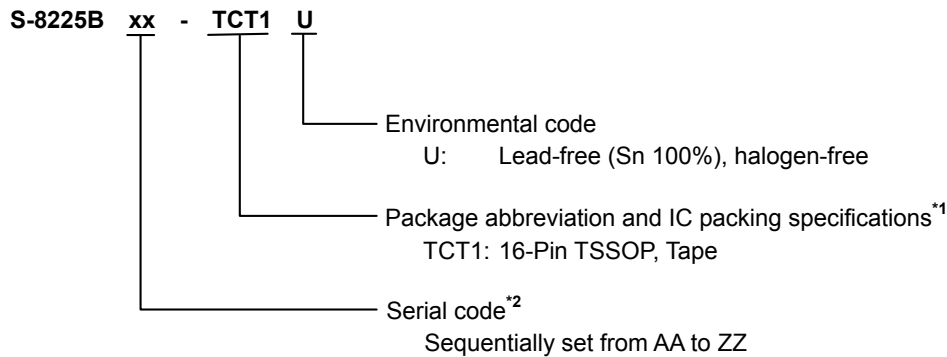 S-8225B xx - TCT1 U
Environmental code
U: Lead-free (Sn 100%), halogen-free
Package abbreviation and IC packing specifications*1
TCT1: 16-Pin TSSOP, Tape
Serial code*2
Sequentially set from AA to ZZ